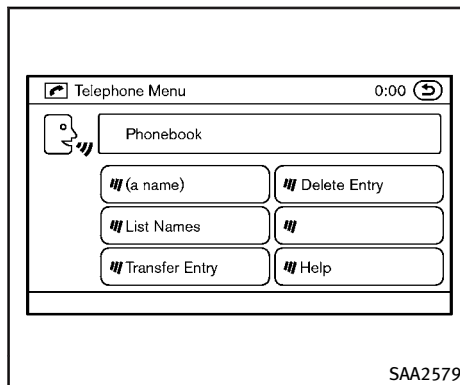 Telephone Menu 0:00
Phonebook
(a name) Delete Entry
List Names
Transfer Entry Help
SAA2579